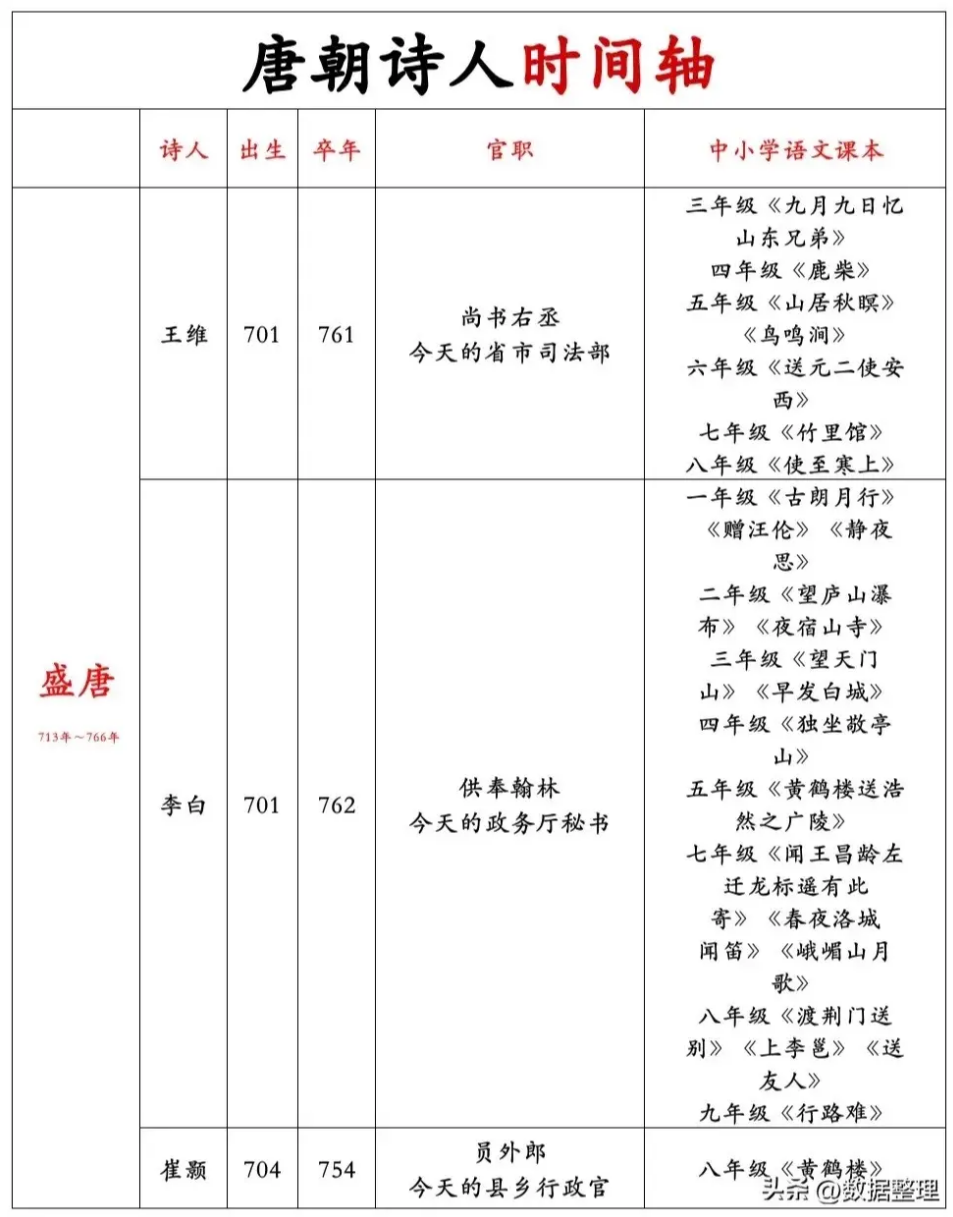 唐朝诗人时间轴
诗人 出生 卒年 官职 中小学语文课本
盛唐
713年～766年
王维 701 761
尚书右丞
今天的省市司法部
三年级《九月九日忆
山东兄弟》
四年级《鹿柴》
五年级《山居秋暝》
《鸟鸣涧》
六年级《送元二使安
西》
七年级《竹里馆》
八年级《使至寒上》
李白 701 762
供奉翰林
今天的政务厅秘书
一年级《古朗月行》
《赠汪伦》《静夜
思》
二年级《望庐山瀑
布》《夜宿山寺》
三年级《望天门
山》《早发白城》
四年级《独坐敬亭
山》
五年级《黄鹤楼送浩
然之广陵》
七年级《闻王昌龄左
迁龙标遥有此
寄》《春夜洛城
闻笛》《峨嵋山月
歌》
八年级《渡荆门送
别》《上李邕》《送
友人》
九年级《行路难》
崔颢 704 754
员外郎
今天的县乡行政官
八年级《黄鹤楼》
头条 @数据整理